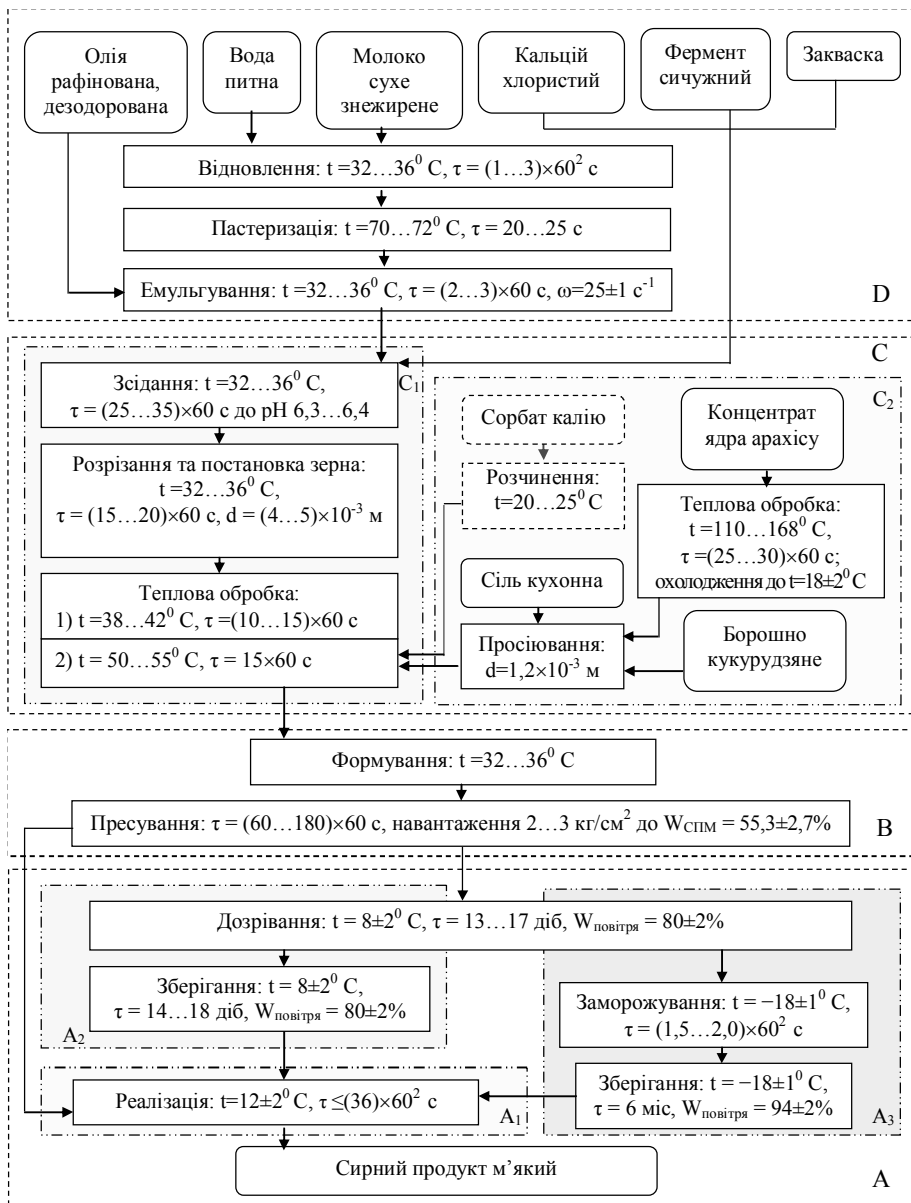 Олія
рафінована,
дезодорована
Вода
питна
Молоко
сухе
знежирене
Кальцій
хлористий
Фермент
сичужний
Закваска
Відновлення: t =32…36⁰ С, τ = (1…3)×60² с
Пастеризація: t =70…72⁰ С, τ = 20…25 с
Емульгування: t =32…36⁰ С, τ = (2…3)×60 с, ω=25±1 с⁻¹
D
C
Зсідання: t =32…36⁰ С,
τ = (25…35)×60 с до рН 6,3…6,4
C₁
Розрізання та постановка зерна:
t =32…36⁰ С,
τ = (15…20)×60 с, d = (4…5)×10⁻³ м
Теплова обробка:
1) t =38…42⁰ С, τ =(10…15)×60 с
2) t = 50…55⁰ С, τ = 15×60 с
C₂
Сорбат калію
Розчинення:
t=20…25⁰ С
Концентрат
ядра арахісу
Теплова обробка:
t =110…168⁰ С,
τ =(25…30)×60 с;
охолодження до t=18±2⁰ С
Сіль кухонна
Просіювання:
d=1,2×10⁻³ м
Борошно
кукурудзяне
Формування: t =32…36⁰ С
Пресування: τ = (60…180)×60 с, навантаження 2…3 кг/см² до WСПМ = 55,3±2,7%
B
Дозрівання: t = 8±2⁰ С, τ = 13…17 діб, Wповітря = 80±2%
Зберігання: t = 8±2⁰ С,
τ = 14…18 діб, Wповітря = 80±2%
A₂
Заморожування: t = −18±1⁰ С,
τ = (1,5…2,0)×60² с
Зберігання: t = −18±1⁰ С,
τ = 6 міс, Wповітря = 94±2%
A₃
Реалізація: t=12±2⁰ С, τ ≤(36)×60² с
A₁
Сирний продукт м’який
A